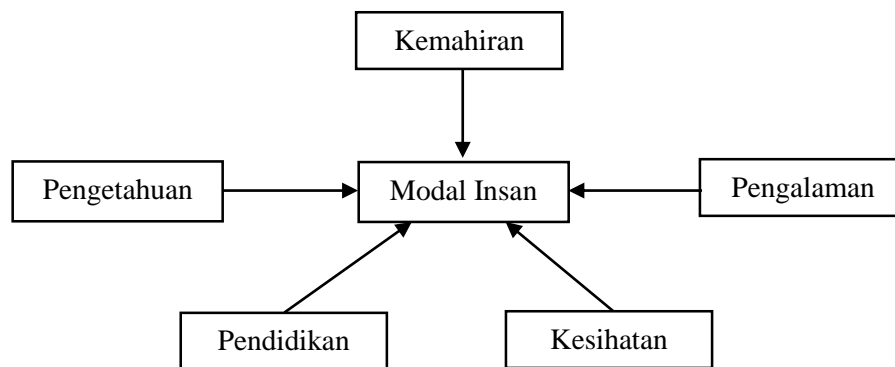 Kemahiran
Pengetahuan
Modal Insan
Pengalaman
Pendidikan
Kesihatan